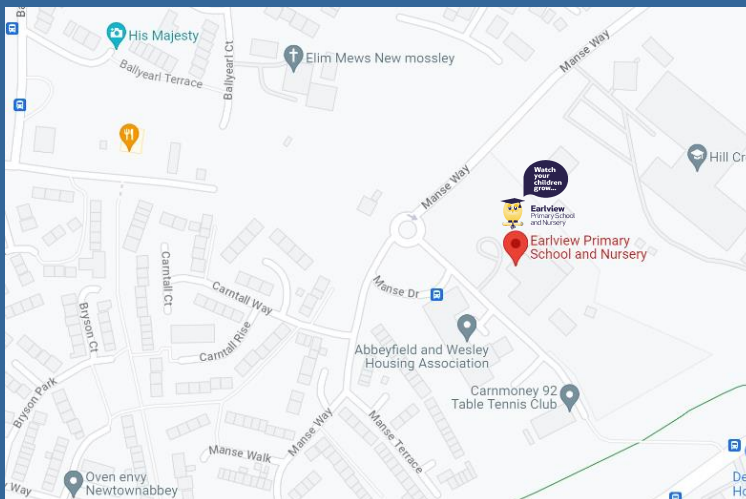 Ba
His Majesty
Ballyearl Terrace
Ballyearl Ct
Elim Mews New mossley
Manse Way
Hill Cr
Watch
your
children
grow...
Earlview
Primary School
and Nursery
Manse Way
Earlview Primary
School and Nursery
Manse Dr
Carntall Ct
Carntall Way
Carntall Rise
Bryson Ct
Bryson Park
Abbeyfield and Wesley
Housing Association
Carnmoney 92
Table Tennis Club
Manse Way
Manse Terrace
Manse Walk
Oven envy
Newtownabbey
Way
De
Ho